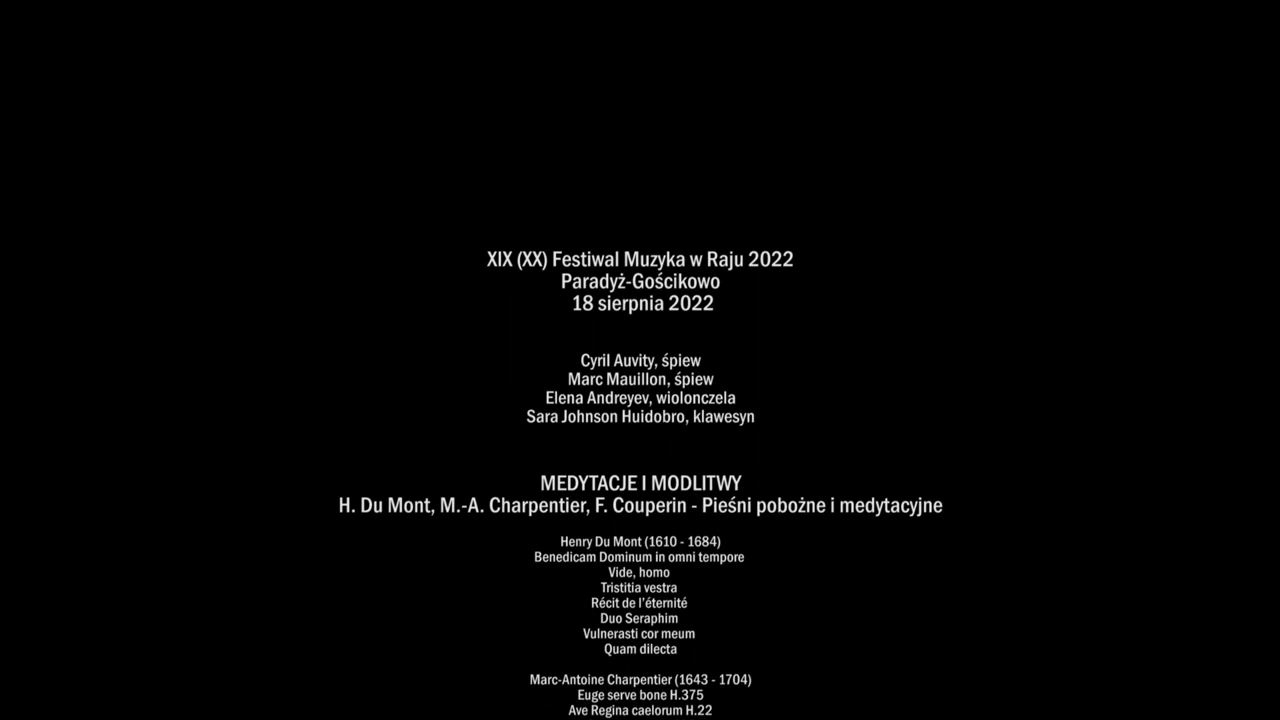 XIX (XX) Festiwal Muzyka w Raju 2022
Paradyż-Gościkowo
18 sierpnia 2022
Cyril Auvity, śpiew
Marc Mauillon, śpiew
Elena Andreyev, wiolonczela
Sara Johnson Huidobro, klawesyn
MEDYTACJE I MODLITWY
H. Du Mont, M.-A. Charpentier, F. Couperin - Pieśni pobożne i medytacyjne
Henry Du Mont (1610 - 1684)
Benedicam Dominum in omni tempore
Vide, homo
Tristitia vestra
Récit de l'éternité
Duo Seraphim
Vulnerasti cor meum
Quam dilecta
Marc-Antoine Charpentier (1643 - 1704)
Euge serve bone H.375
Ave Regina caelorum H.22